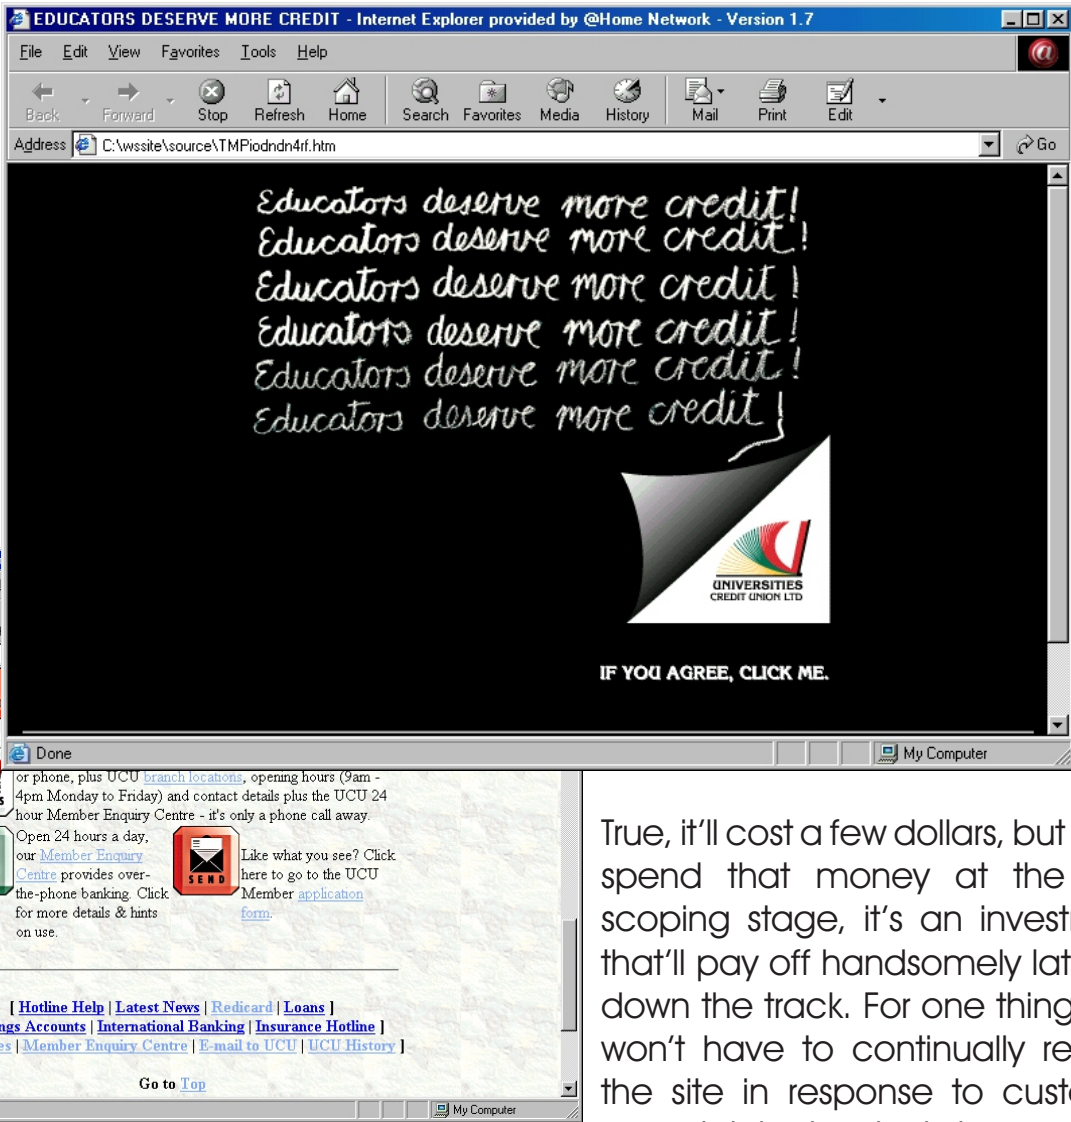 EDUCATORS DESERVE MORE CREDIT - Internet Explorer provided by @Home Network - Version 1.7
File Edit View Favorites Tools Help
Back Forward Stop Refresh Home Search Favorites Media History Mail Print Edit
Address C:\wssite\source\TMPiodndn4rf.htm Go
Educators deserve more credit!
Educators deserve more credit!
Educators deserve more credit!
Educators deserve more credit!
Educators deserve more credit!
Educators deserve more credit!
UNIVERSITIES
CREDIT UNION LTD
IF YOU AGREE, CLICK ME.
Done My Computer
or phone, plus UCU branch locations, opening hours (9am -
4pm Monday to Friday) and contact details plus the UCU 24
hour Member Enquiry Centre - it's only a phone call away.
Open 24 hours a day,
our Member Enquiry
Centre provides over-
the-phone banking. Click
for more details & hints
on use.
SEND
Like what you see? Click
here to go to the UCU
Member application
form.
[ Hotline Help | Latest News | Redicard | Loans ]
ngs Accounts | International Banking | Insurance Hotline ]
es | Member Enquiry Centre | E-mail to UCU | UCU History ]
Go to Top
My Computer
True, it'll cost a few dollars, but
spend that money at the
scoping stage, it's an invest
that'll pay off handsomely lat
down the track. For one thing
won't have to continually re
the site in response to cust